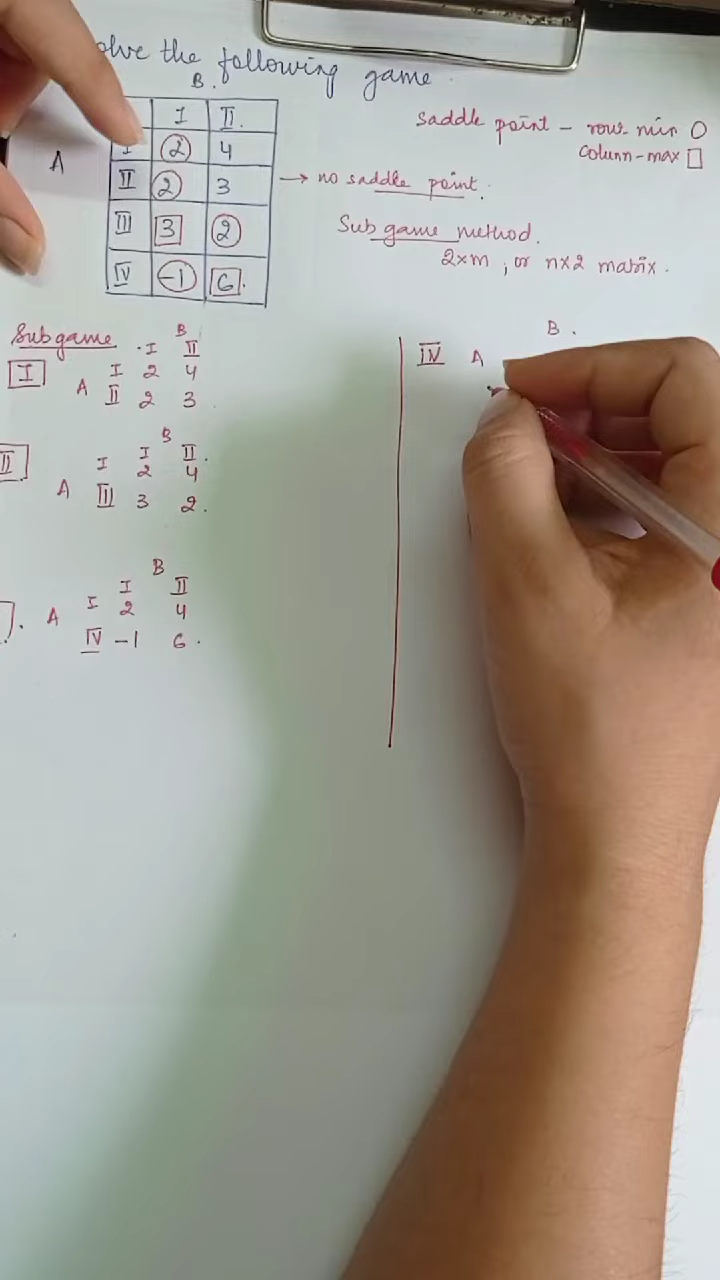 olve the following game.
B.
I II.
A
I 2 4
II 2 3
III 3 2
IV -1 6.
→ no saddle point.
Saddle point - row min O
Column-max □
Sub game method.
2xm, or nx2 matrix.
Subgame
B
I II
I
A
I 2 4
II 2 3
B
I II.
II
A
I 2 4
III 3 2.
B
I II
.
A
I 2 4
IV -1 6.
B.
IV A